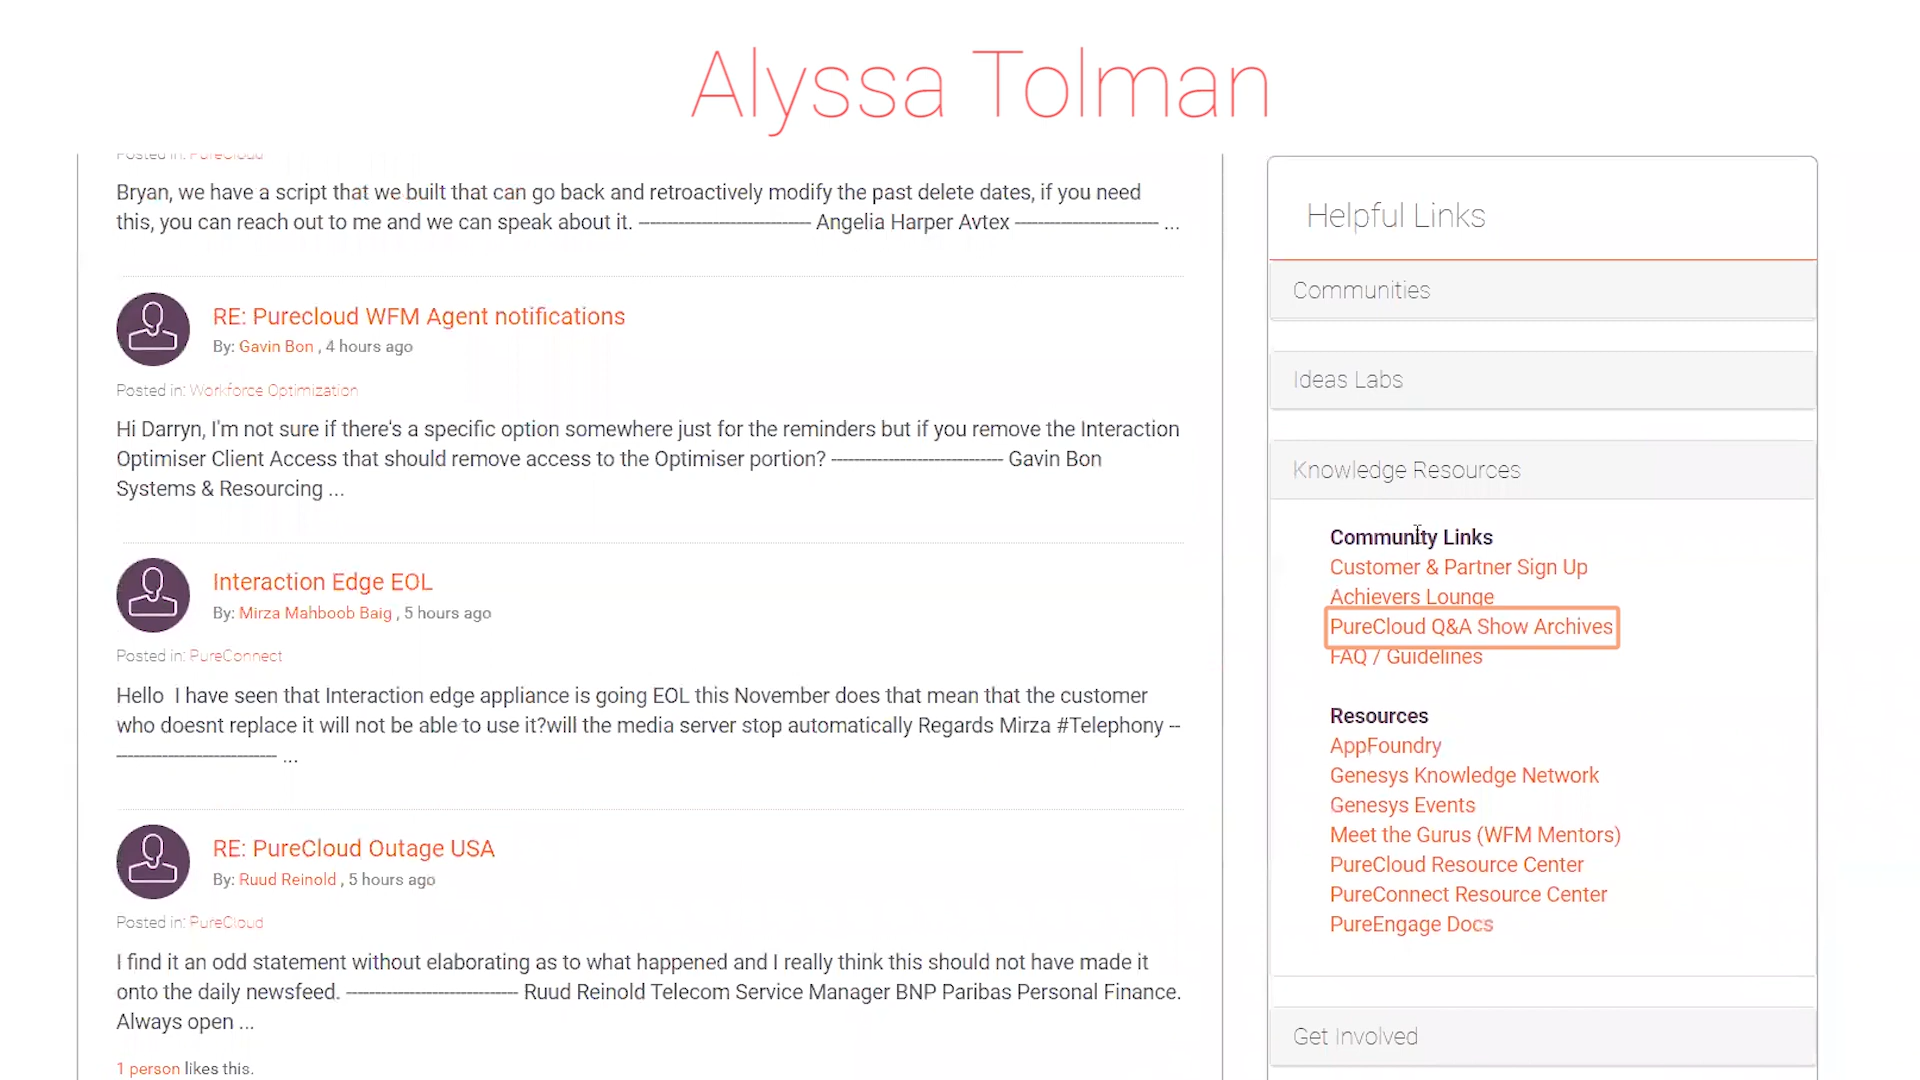 Alyssa Tolman
Posted in: PureCloud
Bryan, we have a script that we built that can go back and retroactively modify the past delete dates, if you need
this, you can reach out to me and we can speak about it. ------------------------------ Angelia Harper Avtex ------------------------- ...
RE: Purecloud WFM Agent notifications
By: Gavin Bon , 4 hours ago
Posted in: Workforce Optimization
Hi Darryn, I'm not sure if there's a specific option somewhere just for the reminders but if you remove the Interaction
Optimiser Client Access that should remove access to the Optimiser portion? ------------------------------ Gavin Bon
Systems & Resourcing ...
Interaction Edge EOL
By: Mirza Mahboob Baig , 5 hours ago
Posted in: PureConnect
Hello  I have seen that Interaction edge appliance is going EOL this November does that mean that the customer
who doesnt replace it will not be able to use it?will the media server stop automatically Regards Mirza #Telephony --
---------------------------- ...
RE: PureCloud Outage USA
By: Ruud Reinold , 5 hours ago
Posted in: PureCloud
I find it an odd statement without elaborating as to what happened and I really think this should not have made it
onto the daily newsfeed. ------------------------------ Ruud Reinold Telecom Service Manager BNP Paribas Personal Finance.
Always open ...
1 person likes this.
Helpful Links
Communities
Ideas Labs
Knowledge Resources
Community Links
Customer & Partner Sign Up
Achievers Lounge
PureCloud Q&A Show Archives
FAQ / Guidelines
Resources
AppFoundry
Genesys Knowledge Network
Genesys Events
Meet the Gurus (WFM Mentors)
PureCloud Resource Center
PureConnect Resource Center
PureEngage Docs
Get Involved